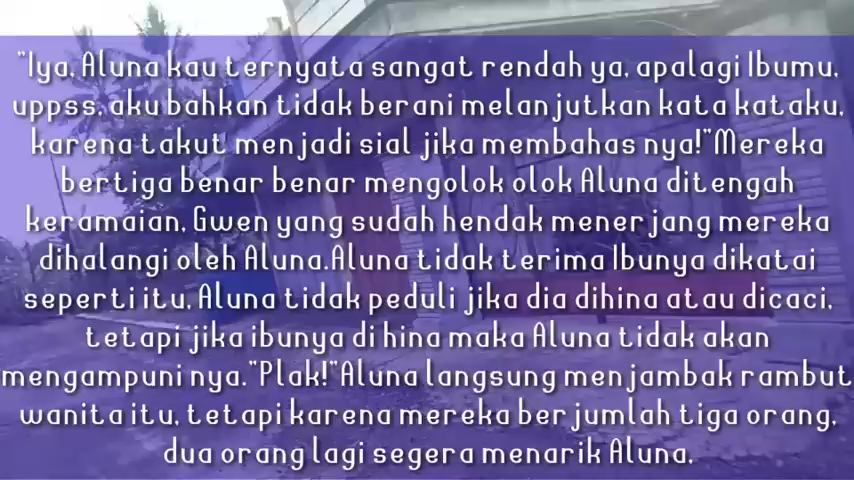 "Iya, Aluna kau ternyata sangat rendah ya, apalagi Ibumu,
uppss, aku bahkan tidak berani melanjutkan kata kataku,
karena takut menjadi sial jika membahas nya!"Mereka
bertiga benar benar mengolok olok Aluna ditengah
keramaian, Gwen yang sudah hendak menerjang mereka
dihalangi oleh Aluna.Aluna tidak terima Ibunya dikatai
seperti itu, Aluna tidak peduli jika dia dihina atau dicaci,
tetapi jika ibunya di hina maka Aluna tidak akan
mengampuni nya."Plak!"Aluna langsung menjambak rambut
wanita itu, tetapi karena mereka berjumlah tiga orang,
dua orang lagi segera menarik Aluna,